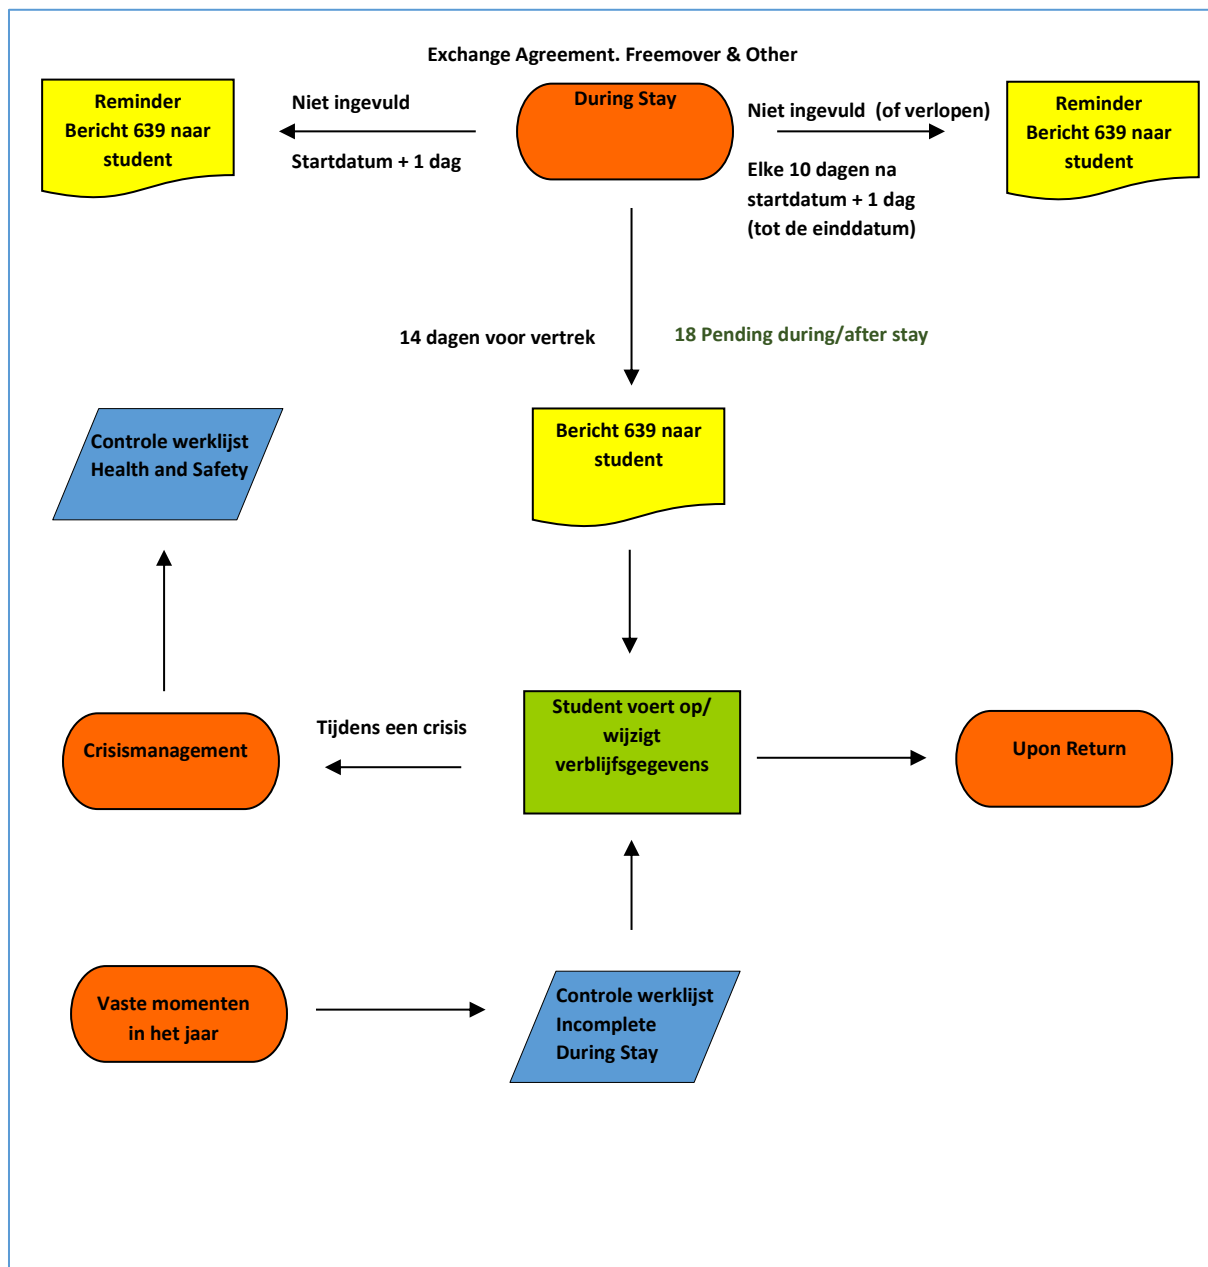 Exchange Agreement. Freemover & Other
Reminder
Bericht 639 naar
student
Niet ingevuld
Startdatum + 1 dag
During Stay
Niet ingevuld  (of verlopen)
Elke 10 dagen na
startdatum + 1 dag
(tot de einddatum)
Reminder
Bericht 639 naar
student
14 dagen voor vertrek
18 Pending during/after stay
Controle werklijst
Health and Safety
Bericht 639 naar
student
Crisismanagement
Tijdens een crisis
Student voert op/
wijzigt
verblijfsgegevens
Upon Return
Vaste momenten
in het jaar
Controle werklijst
Incomplete
During Stay